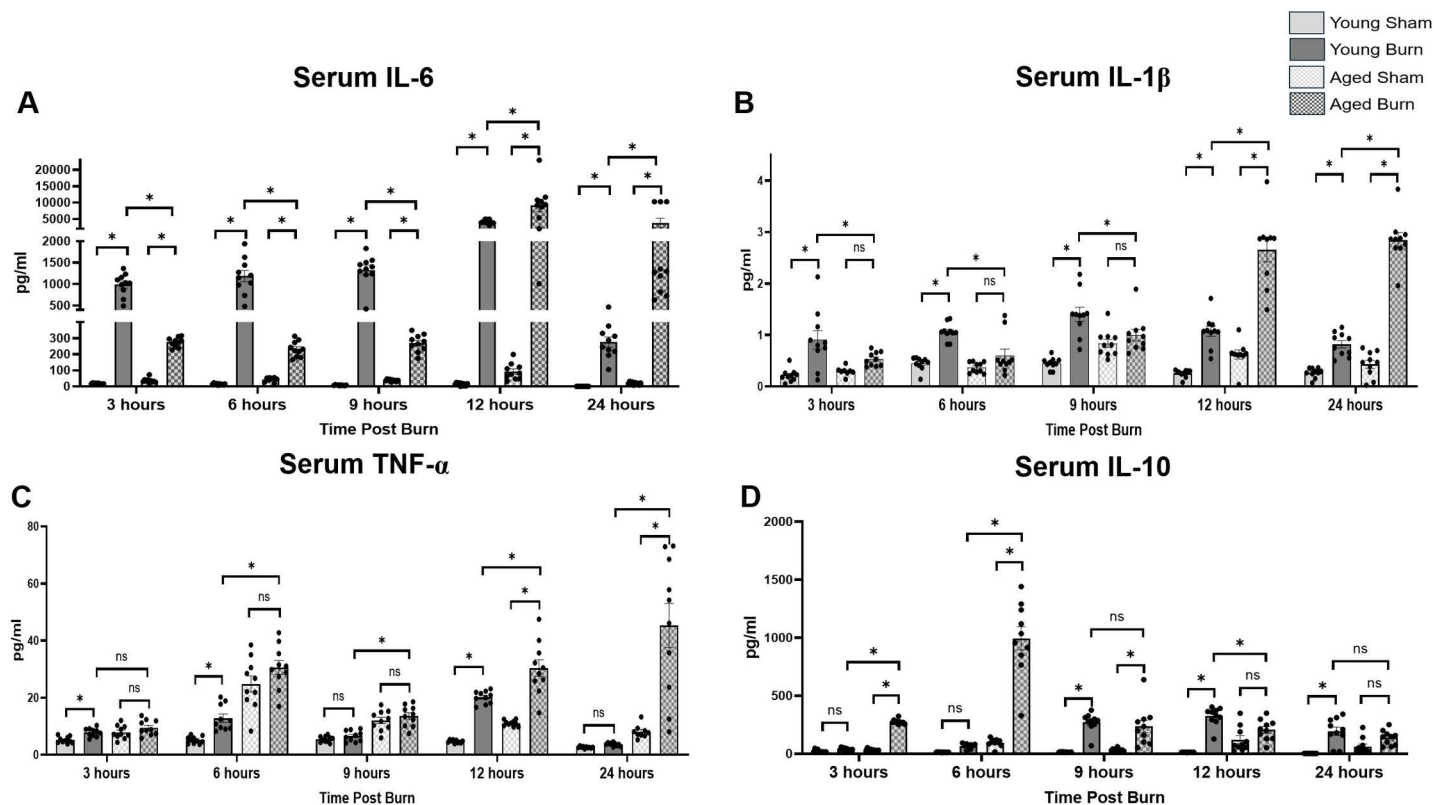 Young Sham
Young Burn
Aged Sham
Aged Burn
Serum IL-6
A
* * * * * * * * * * * * * * *
pg/ml
20000
15000
10000
5000
2000
1500
1000
500
300
200
100
0
3 hours 6 hours 9 hours 12 hours 24 hours
Time Post Burn
Serum IL-1β
B
* * ns
* * ns
* * ns
* * *
* * *
pg/ml
4
3
2
1
0
3 hours 6 hours 9 hours 12 hours 24 hours
Time Post Burn
Serum TNF-α
C
* ns ns
* * ns
ns * ns
* * *
ns * *
pg/ml
80
60
40
20
0
3 hours 6 hours 9 hours 12 hours 24 hours
Time Post Burn
Serum IL-10
D
ns * *
ns * *
* ns *
* * ns
* ns ns
pg/ml
2000
1500
1000
500
0
3 hours 6 hours 9 hours 12 hours 24 hours
Time Post Burn